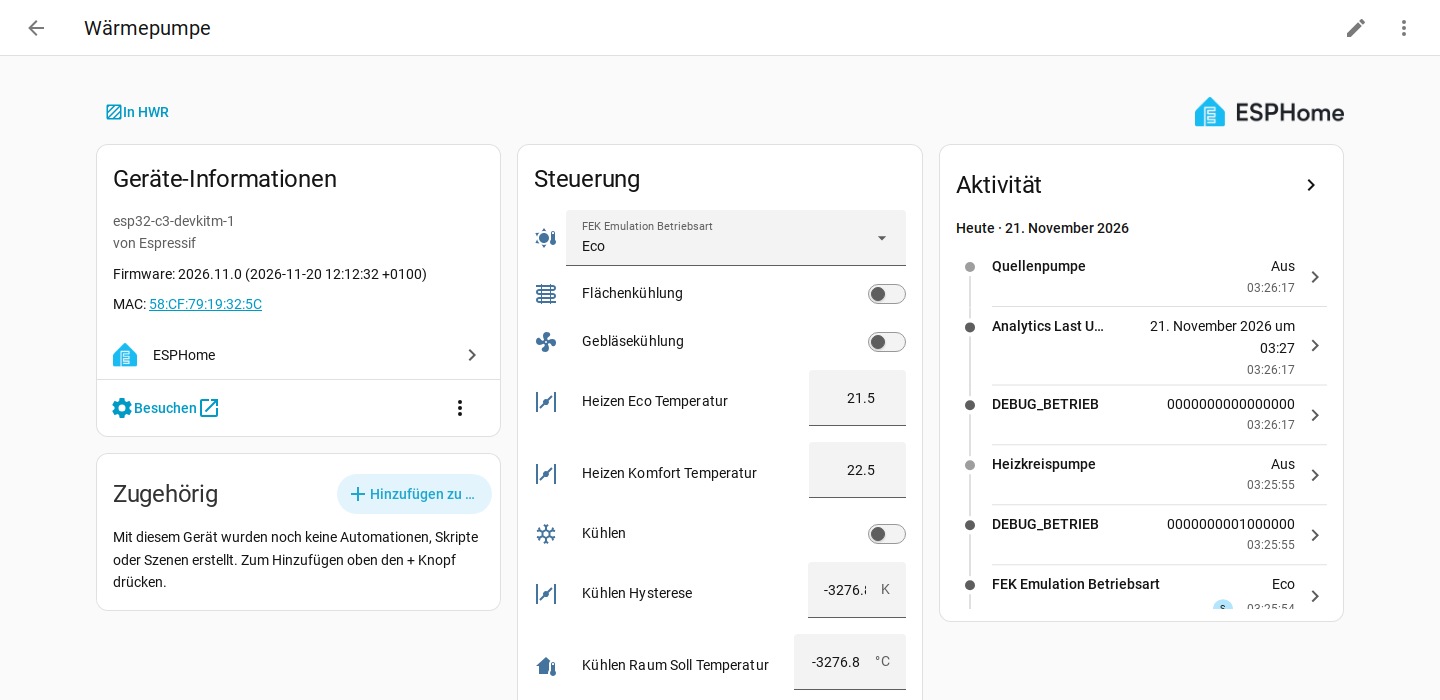 Wärmepumpe
In HWR
ESPHome
Geräte-Informationen
esp32-c3-devkitm-1
von Espressif
Firmware: 2026.11.0 (2026-11-20 12:12:32 +0100)
MAC: 58:CF:79:19:32:5C
ESPHome
Besuchen
Zugehörig
Hinzufügen zu ...
Mit diesem Gerät wurden noch keine Automationen, Skripte
oder Szenen erstellt. Zum Hinzufügen oben den + Knopf
drücken.
Steuerung
FEK Emulation Betriebsart
Eco
Flächenkühlung
Gebläsekühlung
Heizen Eco Temperatur
21.5
Heizen Komfort Temperatur
22.5
Kühlen
Kühlen Hysterese
-3276.8 K
Kühlen Raum Soll Temperatur
-3276.8 °C
Aktivität
Heute · 21. November 2026
Quellenpumpe
Aus
03:26:17
Analytics Last U...
21. November 2026 um
03:27
03:26:17
DEBUG_BETRIEB
0000000000000000
03:26:17
Heizkreispumpe
Aus
03:25:55
DEBUG_BETRIEB
0000000001000000
03:25:55
FEK Emulation Betriebsart
Eco
S 03:25:54